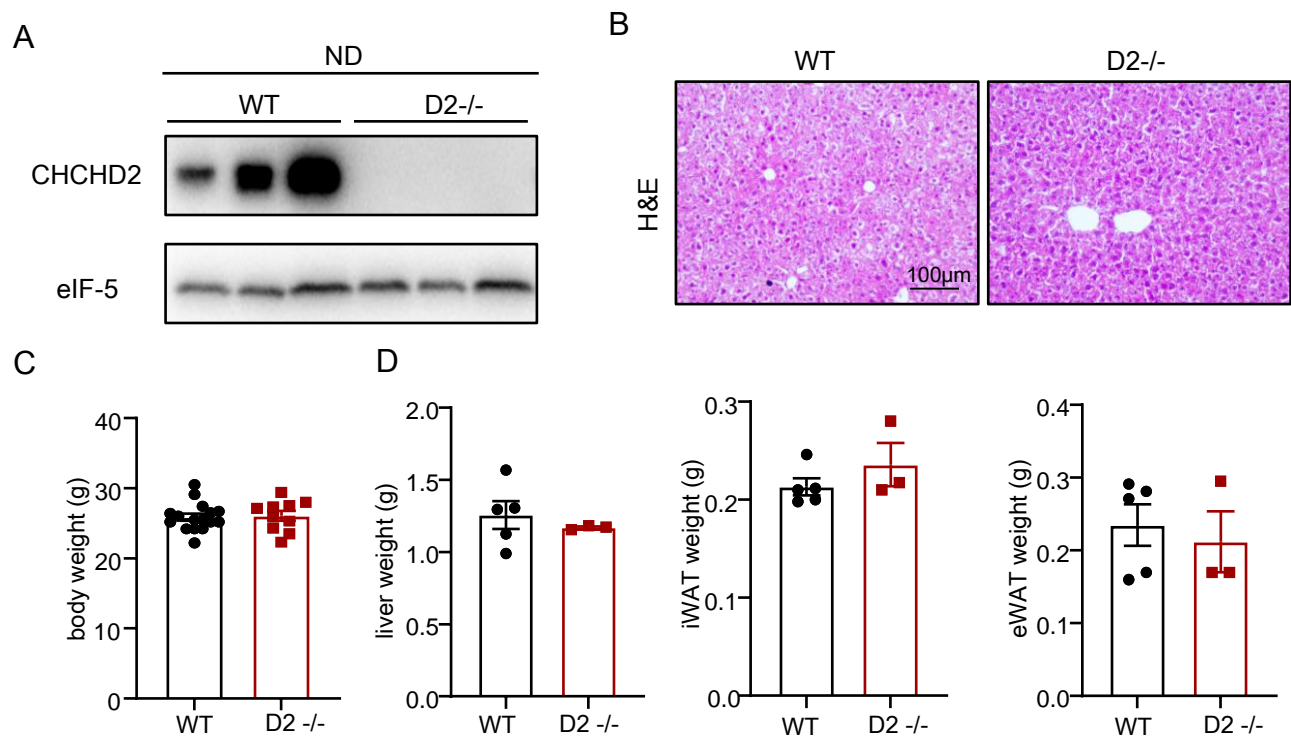 A
ND
WT D2-/-
CHCHD2
eIF-5
B
WT D2-/-
H&E
100μm
C
body weight (g)
40
30
20
10
0
WT D2 -/-
D
liver weight (g)
2.0
1.5
1.0
0.5
0.0
WT D2 -/-
iWAT weight (g)
0.3
0.2
0.1
0.0
WT D2 -/-
eWAT weight (g)
0.4
0.3
0.2
0.1
0.0
WT D2 -/-